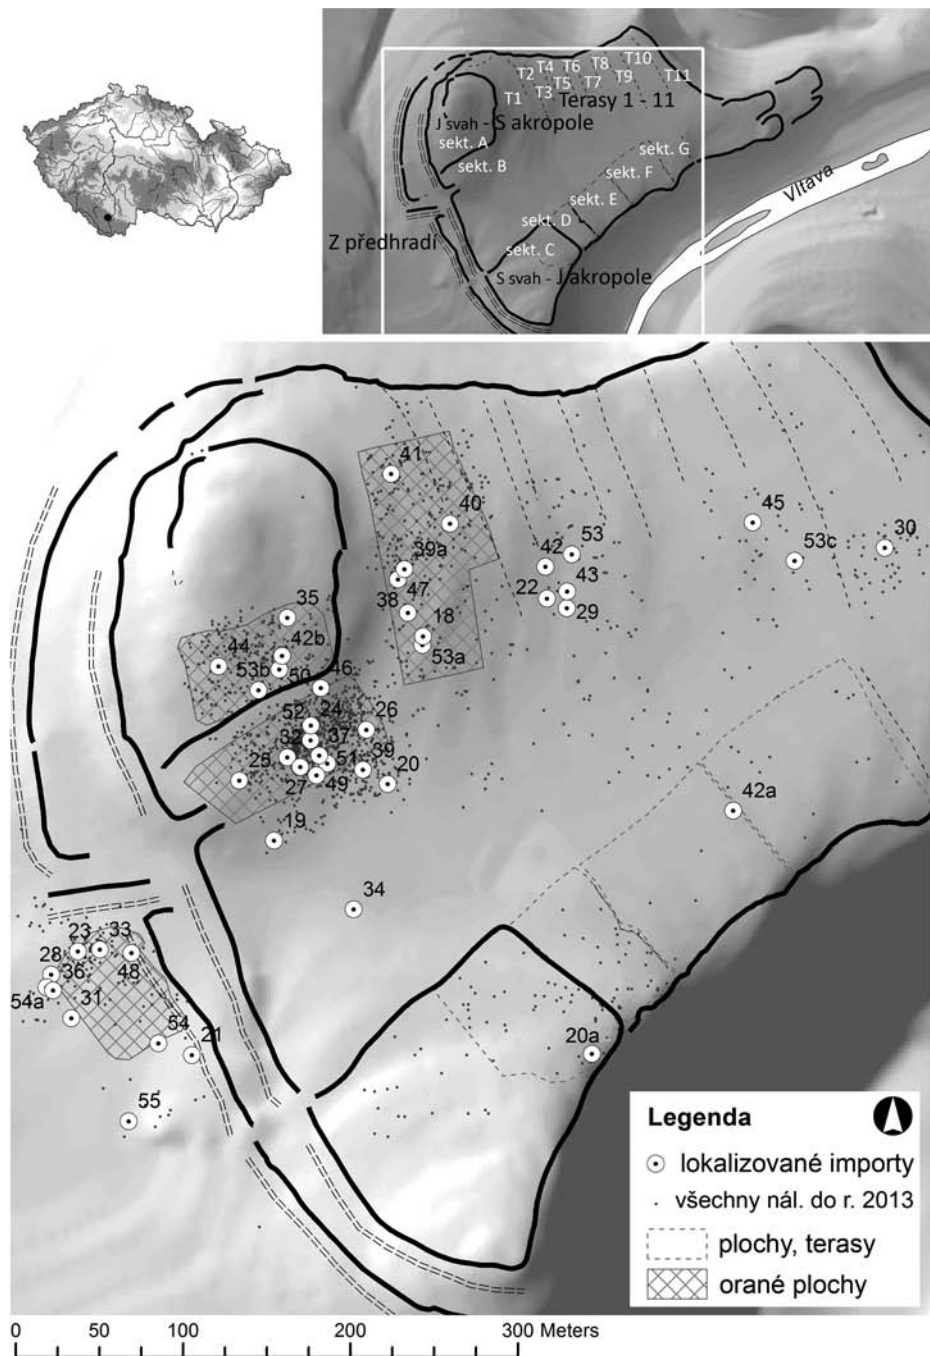 T1
T2
T3
T4
T5
T6
T7
T8
T9
T10
T11
Terasy 1 - 11
J svah - S akropole
sekt. A
sekt. B
sekt. G
sekt. F
sekt. E
sekt. D
sekt. C
Vltava
Z předhradí
S svah - J akropole
41
40
39a
47
38
18
53a
42
53
22
43
29
45
53c
30
35
42b
44
53b
50
46
52
24
26
32
37
25
39
51
27
49
20
19
34
42a
23
33
28
36
48
54a
31
54
21
55
20a
Legenda
lokalizované importy
všechny nál. do r. 2013
plochy, terasy
orané plochy
0 50 100 200 300 Meters